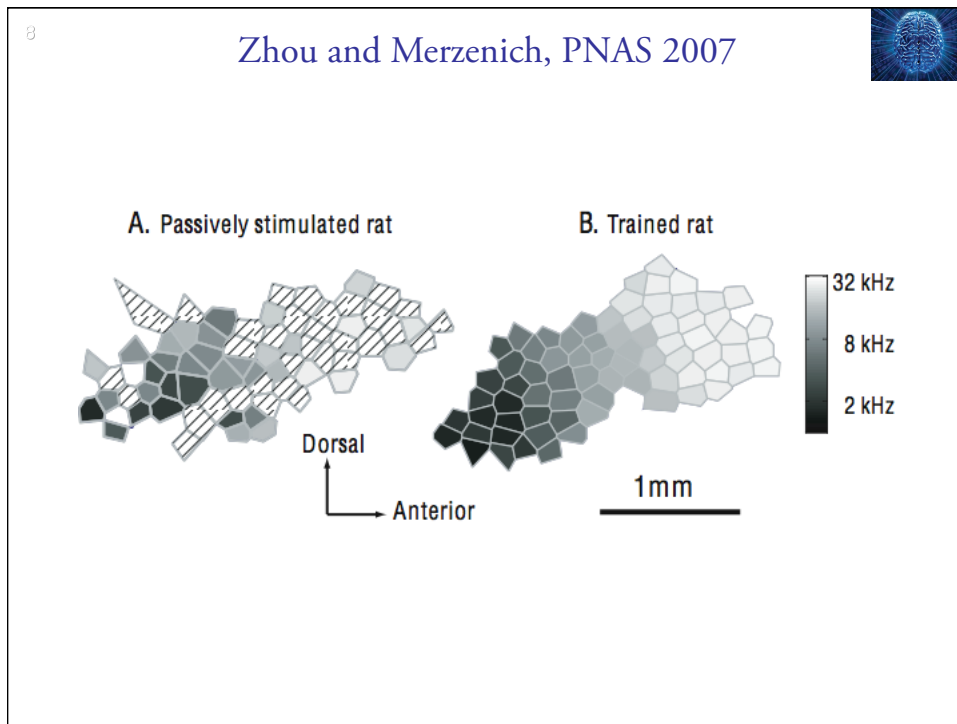 8
Zhou and Merzenich, PNAS 2007
A. Passively stimulated rat
B. Trained rat
32 kHz
8 kHz
2 kHz
Dorsal
Anterior
1mm